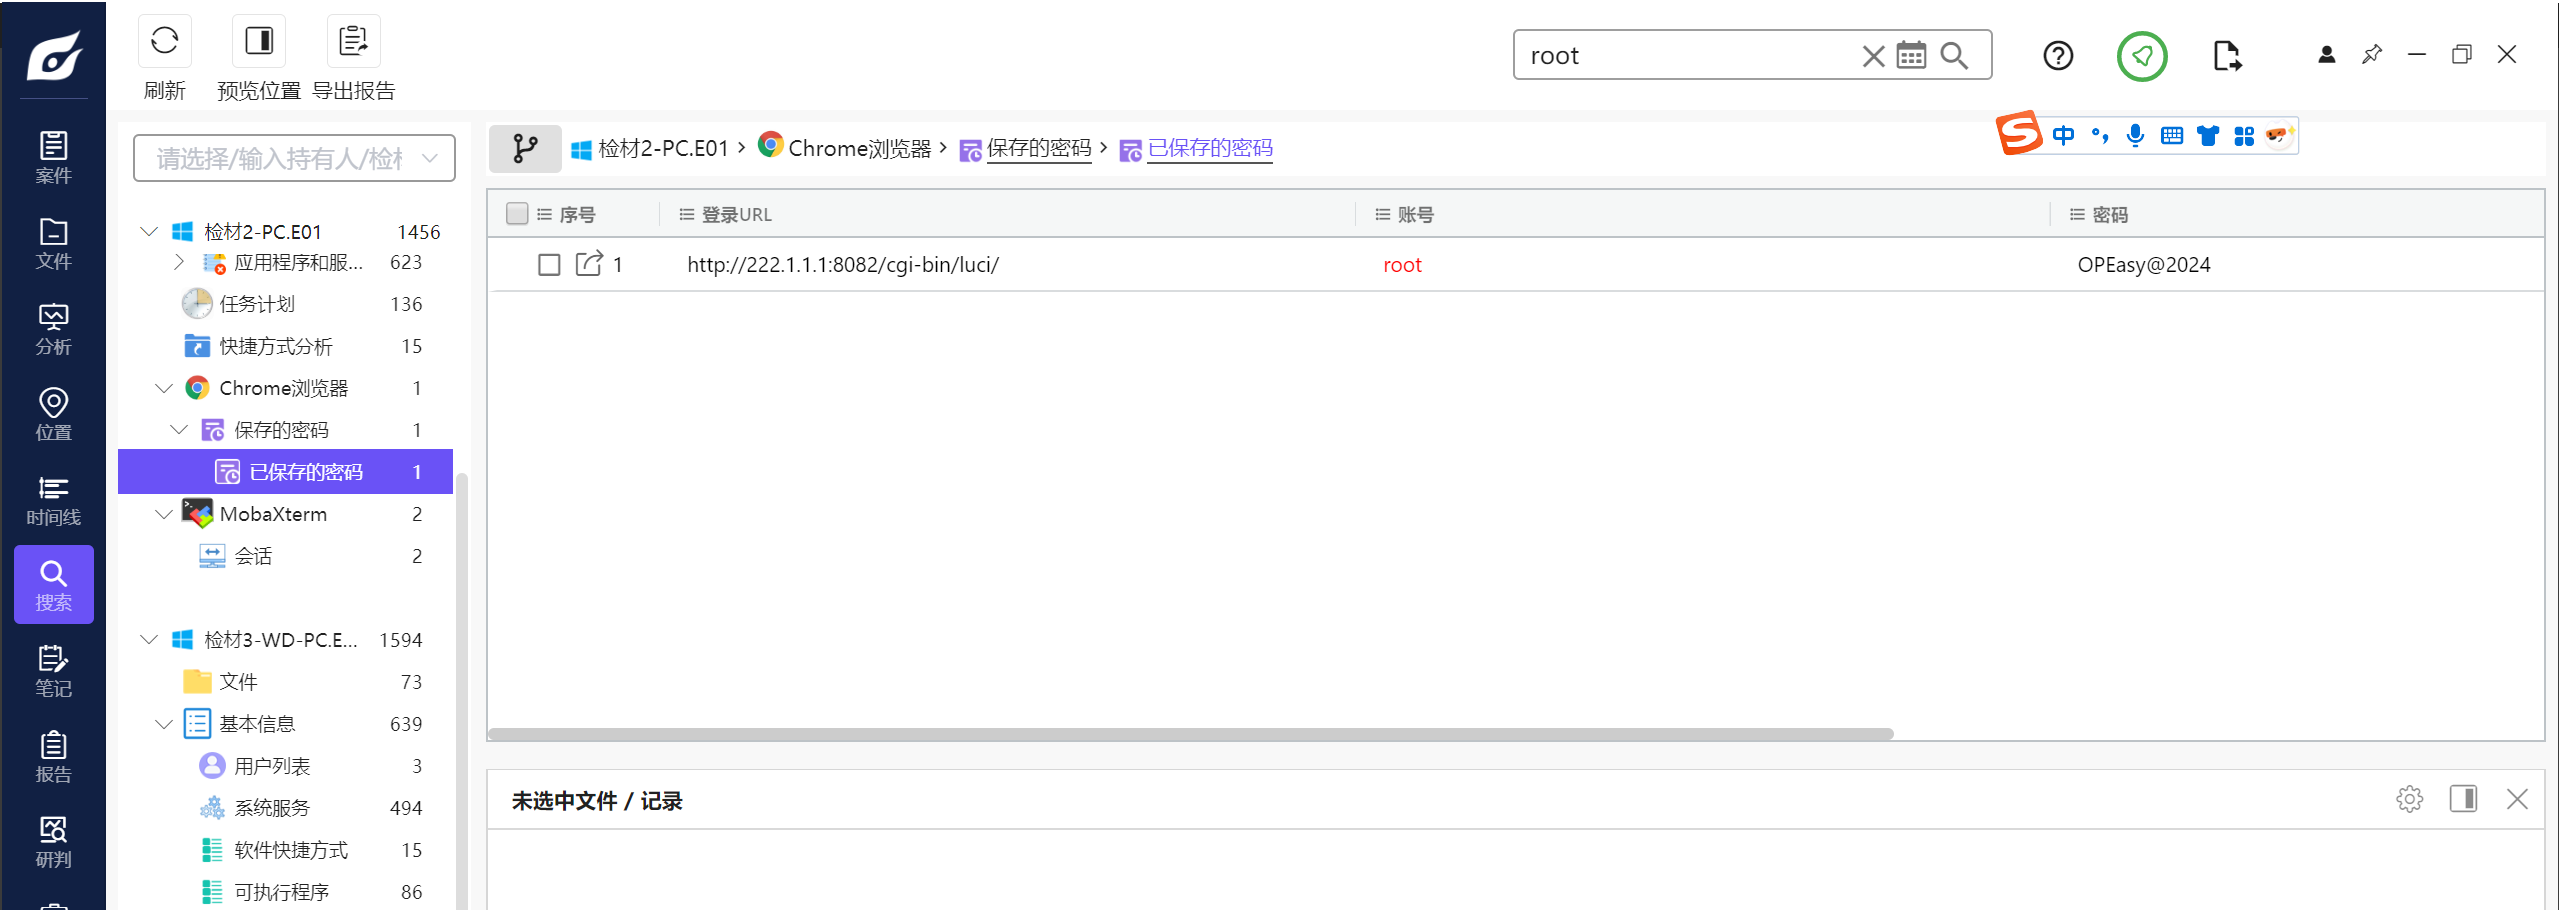 刷新
预览位置
导出报告
root
案件
文件
分析
位置
时间线
搜索
笔记
报告
研判
请选择/输入持有人/检
检材2-PC.E01 1456
应用程序和服... 623
任务计划 136
快捷方式分析 15
Chrome浏览器 1
保存的密码 1
已保存的密码 1
MobaXterm 2
会话 2
检材3-WD-PC.E... 1594
文件 73
基本信息 639
用户列表 3
系统服务 494
软件快捷方式 15
可执行程序 86
检材2-PC.E01 > Chrome浏览器 > 保存的密码 > 已保存的密码
中
序号 登录URL 账号 密码
1 http://222.1.1.1:8082/cgi-bin/luci/ root OPEasy@2024
未选中文件 / 记录